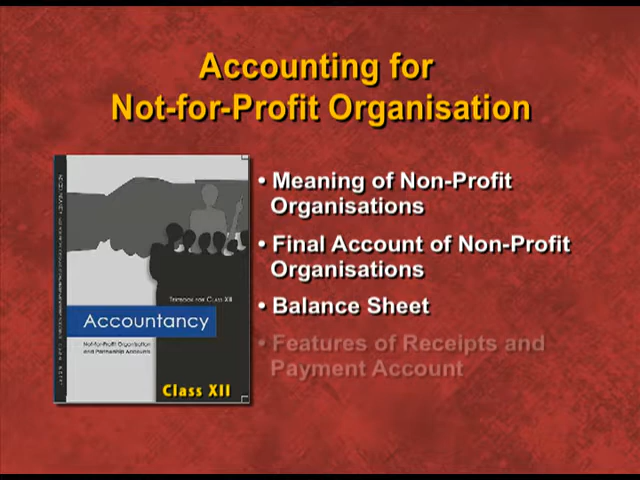 Accounting for
Not-for-Profit Organisation
• Meaning of Non-Profit
Organisations
• Final Account of Non-Profit
Organisations
• Balance Sheet
• Features of Receipts and
Payment Account
Textbook for Class XII
Accountancy
Not-for-Profit Organisation
and Partnership Accounts
Class XII